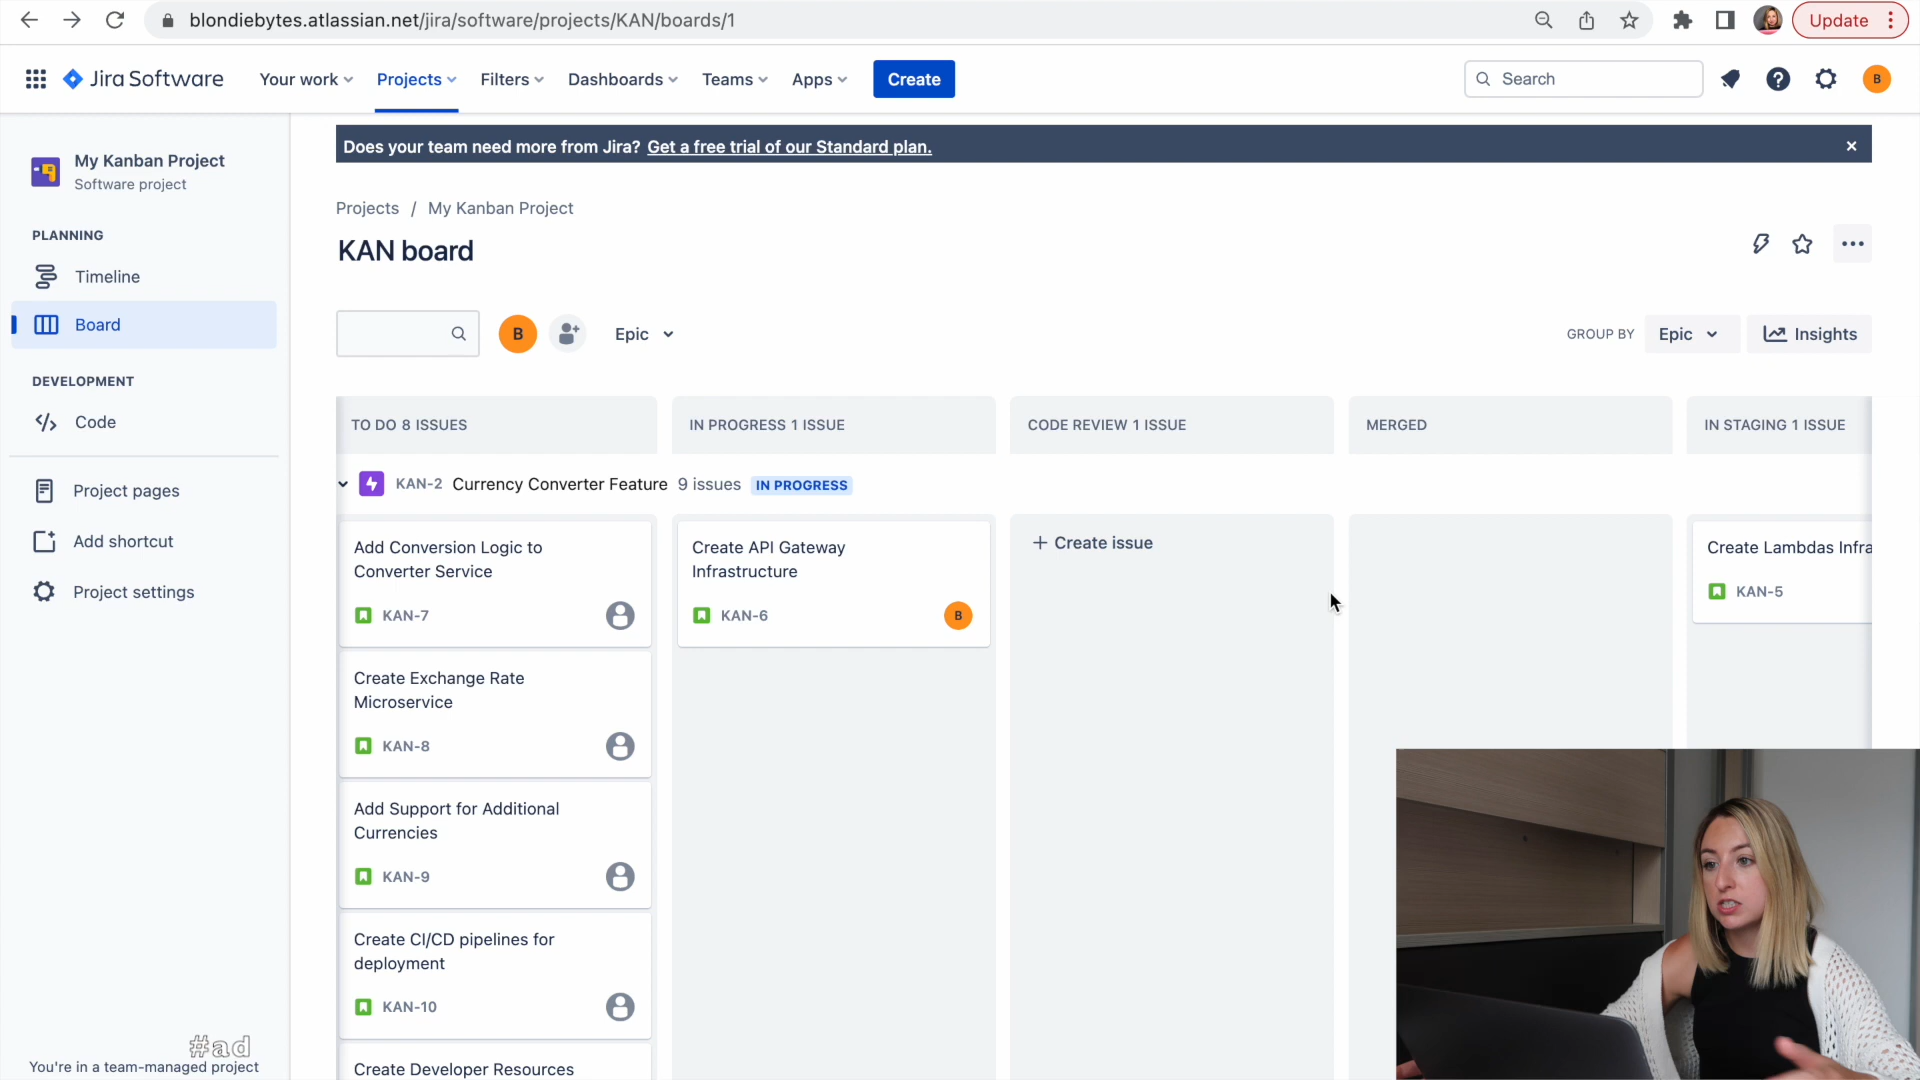 blondiebytes.atlassian.net/jira/software/projects/KAN/boards/1
Update
Jira Software
Your work
Projects
Filters
Dashboards
Teams
Apps
Create
Search
B
My Kanban Project
Software project
Does your team need more from Jira? Get a free trial of our Standard plan.
Projects / My Kanban Project
KAN board
PLANNING
Timeline
Board
DEVELOPMENT
Code
Project pages
Add shortcut
Project settings
#ad
You're in a team-managed project
B
Epic
GROUP BY
Epic
Insights
TO DO 8 ISSUES
IN PROGRESS 1 ISSUE
CODE REVIEW 1 ISSUE
MERGED
IN STAGING 1 ISSUE
KAN-2 Currency Converter Feature 9 issues IN PROGRESS
Add Conversion Logic to
Converter Service
KAN-7
Create Exchange Rate
Microservice
KAN-8
Add Support for Additional
Currencies
KAN-9
Create CI/CD pipelines for
deployment
KAN-10
Create Developer Resources
Create API Gateway
Infrastructure
KAN-6
B
+ Create issue
Create Lambdas Infra
KAN-5